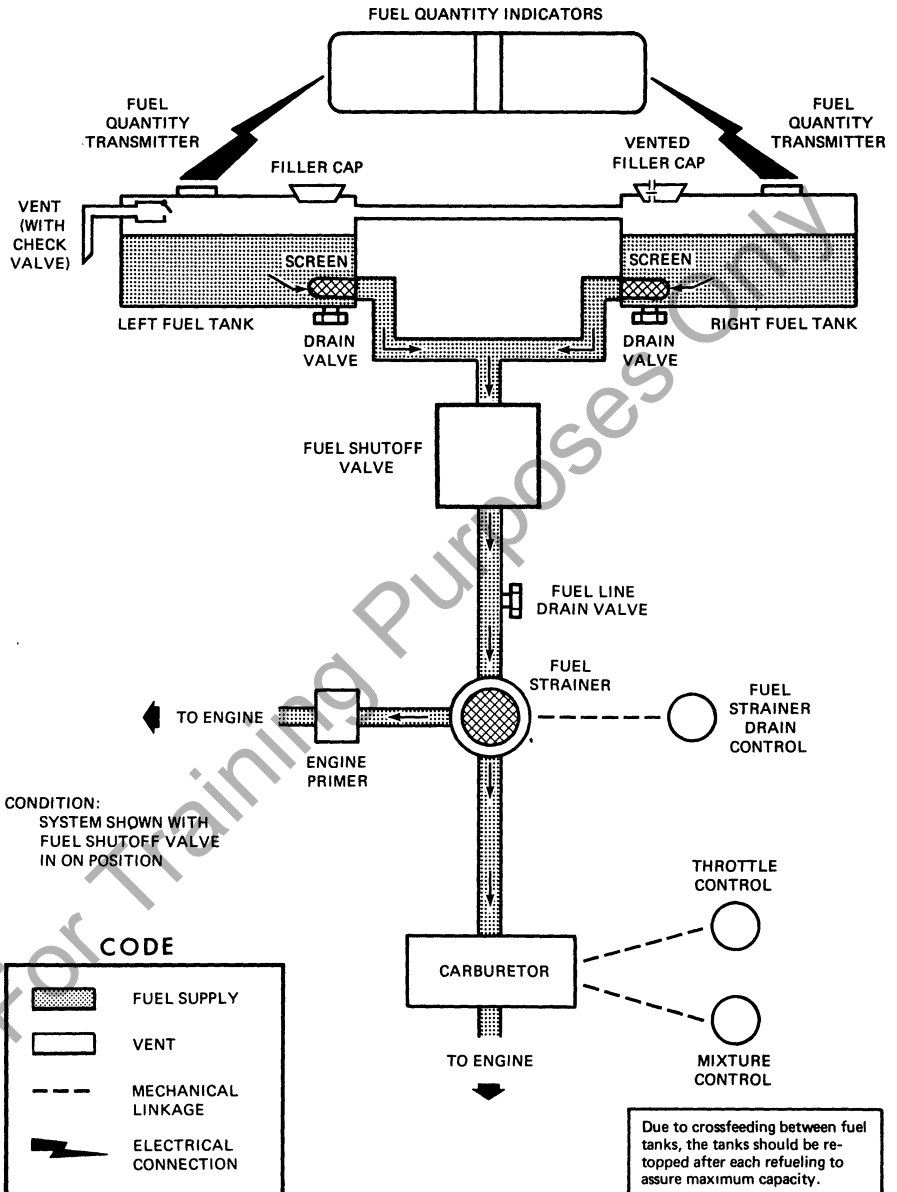 FUEL QUANTITY INDICATORS
FUEL
QUANTITY
TRANSMITTER
FUEL
QUANTITY
TRANSMITTER
FILLER CAP
VENTED
FILLER CAP
VENT
(WITH
CHECK
VALVE)
SCREEN
SCREEN
LEFT FUEL TANK
RIGHT FUEL TANK
DRAIN
VALVE
DRAIN
VALVE
FUEL SHUTOFF
VALVE
FUEL LINE
DRAIN VALVE
FUEL
STRAINER
FUEL
STRAINER
DRAIN
CONTROL
TO ENGINE
ENGINE
PRIMER
CONDITION:
SYSTEM SHOWN WITH
FUEL SHUTOFF VALVE
IN ON POSITION
THROTTLE
CONTROL
CARBURETOR
MIXTURE
CONTROL
TO ENGINE
CODE
FUEL SUPPLY
VENT
MECHANICAL
LINKAGE
ELECTRICAL
CONNECTION
Due to crossfeeding between fuel
tanks, the tanks should be re-
topped after each refueling to
assure maximum capacity.
For Training Purposes Only